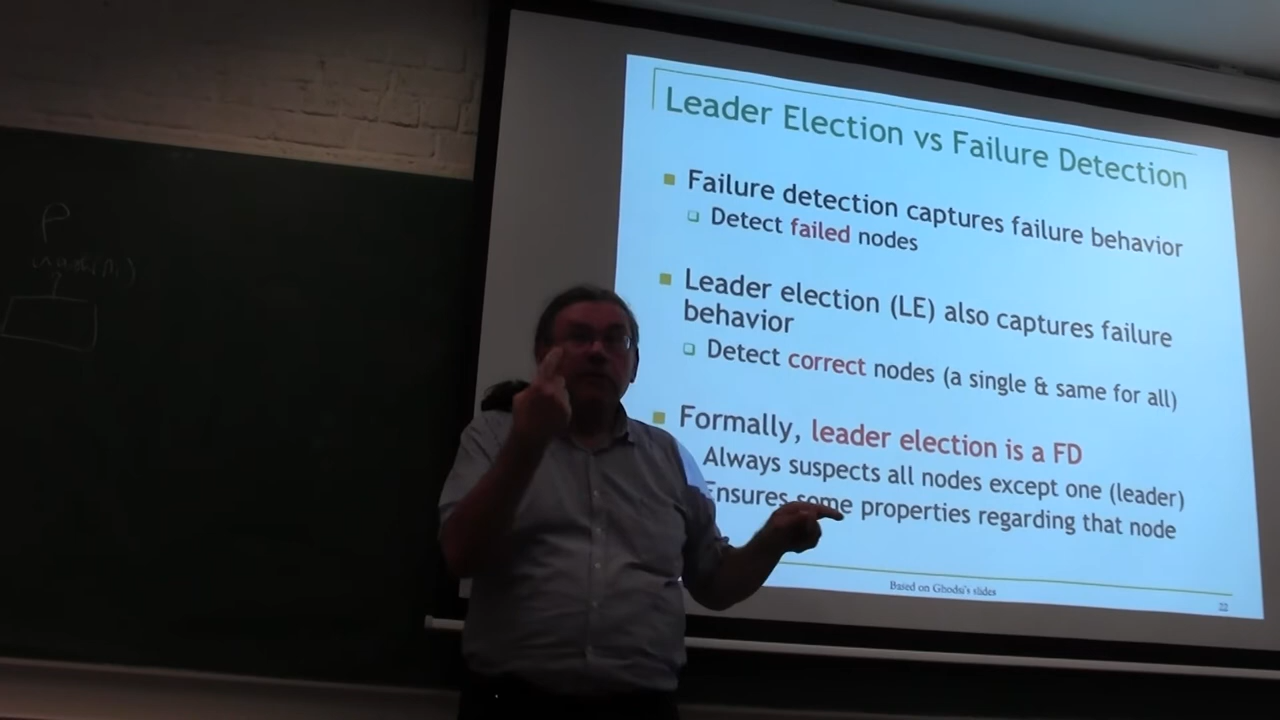 Leader Election vs Failure Detection
Failure detection captures failure behavior
Detect failed nodes
Leader election (LE) also captures failure
behavior
Detect correct nodes (a single & same for all)
Formally, leader election is a FD
Always suspects all nodes except one (leader)
Ensures some properties regarding that node
Based on Ghodsi's slides
22
P